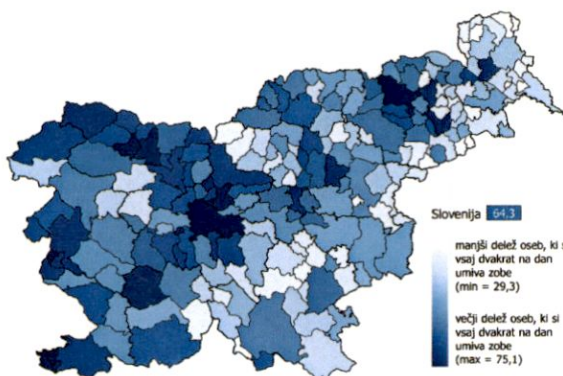 Slovenija 64,3
manjši delež oseb, ki s
vsaj dvakrat na dan
umiva zobe
(min = 29,3)
večji delež oseb, ki si
vsaj dvakrat na dan
umiva zobe
(max = 75,1)